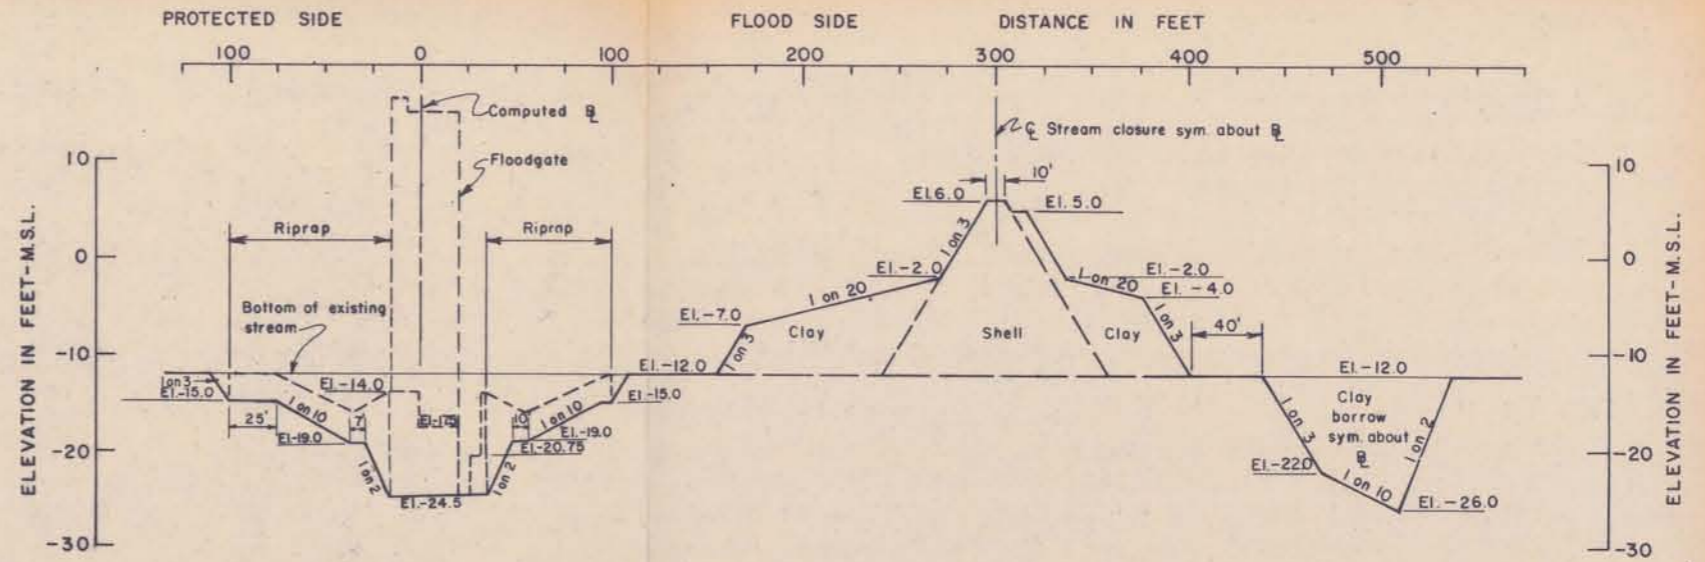 PROTECTED SIDE
FLOOD SIDE
DISTANCE IN FEET
100 0 100 200 300 400 500
Computed B̵L
Floodgate
℄ Stream closure sym. about B̵L
10'
El.6.0
El. 5.0
Riprap
Riprap
1 on 3
El.-2.0
El.-2.0
1 on 20
1 on 20
El. -4.0
Bottom of existing
stream
El.-7.0
Clay
Shell
Clay
1 on 3
1 on 3
40'
El.-12.0
El.-12.0
1 on 3
El.-15.0
El.-14.0
El.-15.0
25'
1 on 10
7'
El.-17.5
10'
1 on 10
El.-19.0
El.-19.0
El.-20.75
1 on 2
1 on 2
El.-24.5
Clay
borrow
sym. about
B̵L
1 on 3
1 on 2
El.-22.0
1 on 10
El.-26.0
ELEVATION IN FEET-M.S.L.
10
0
-10
-20
-30
10
0
-10
-20
-30
ELEVATION IN FEET-M.S.L.